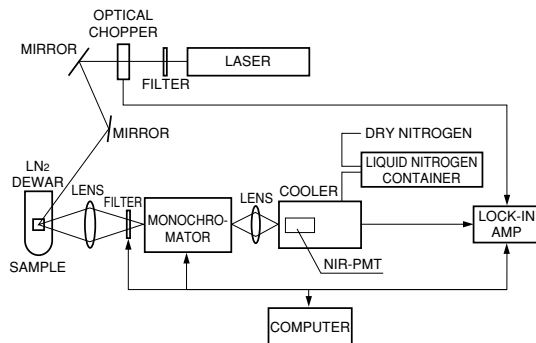 OPTICAL
CHOPPER
MIRROR
LASER
FILTER
MIRROR
DRY NITROGEN
LN2
DEWAR
LIQUID NITROGEN
CONTAINER
COOLER
LENS
FILTER
LENS
MONOCHRO-
MATOR
LOCK-IN
AMP
SAMPLE
NIR-PMT
COMPUTER